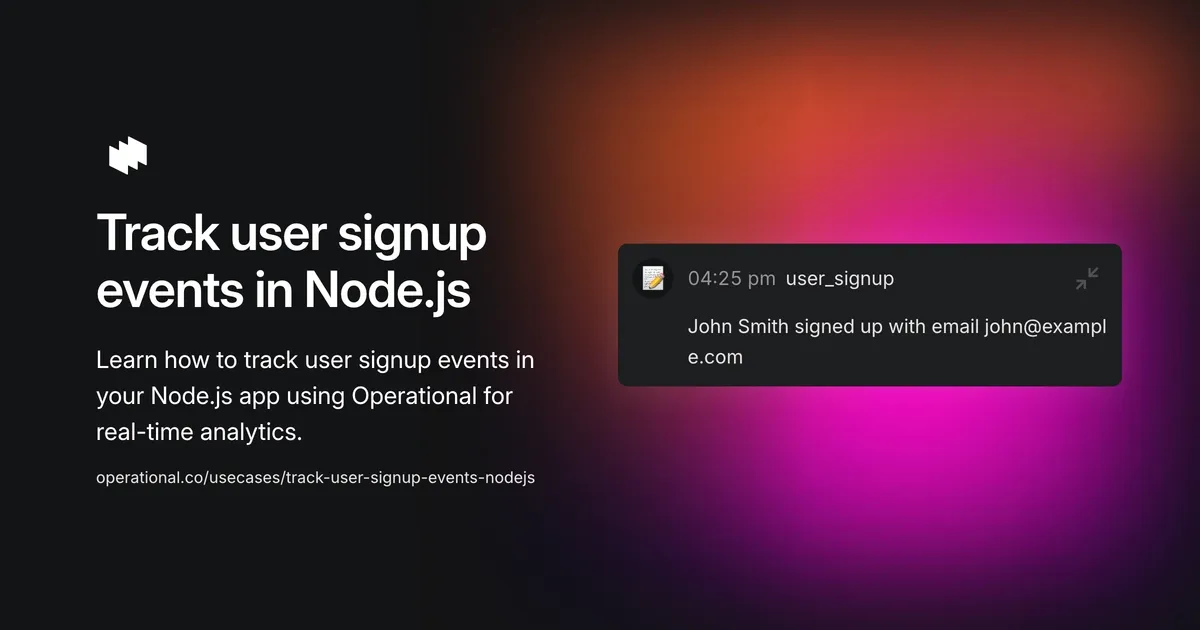 Track user signup
events in Node.js
Learn how to track user signup events in
your Node.js app using Operational for
real-time analytics.
operational.co/usecases/track-user-signup-events-nodejs
04:25 pm user_signup
John Smith signed up with email john@exampl
e.com